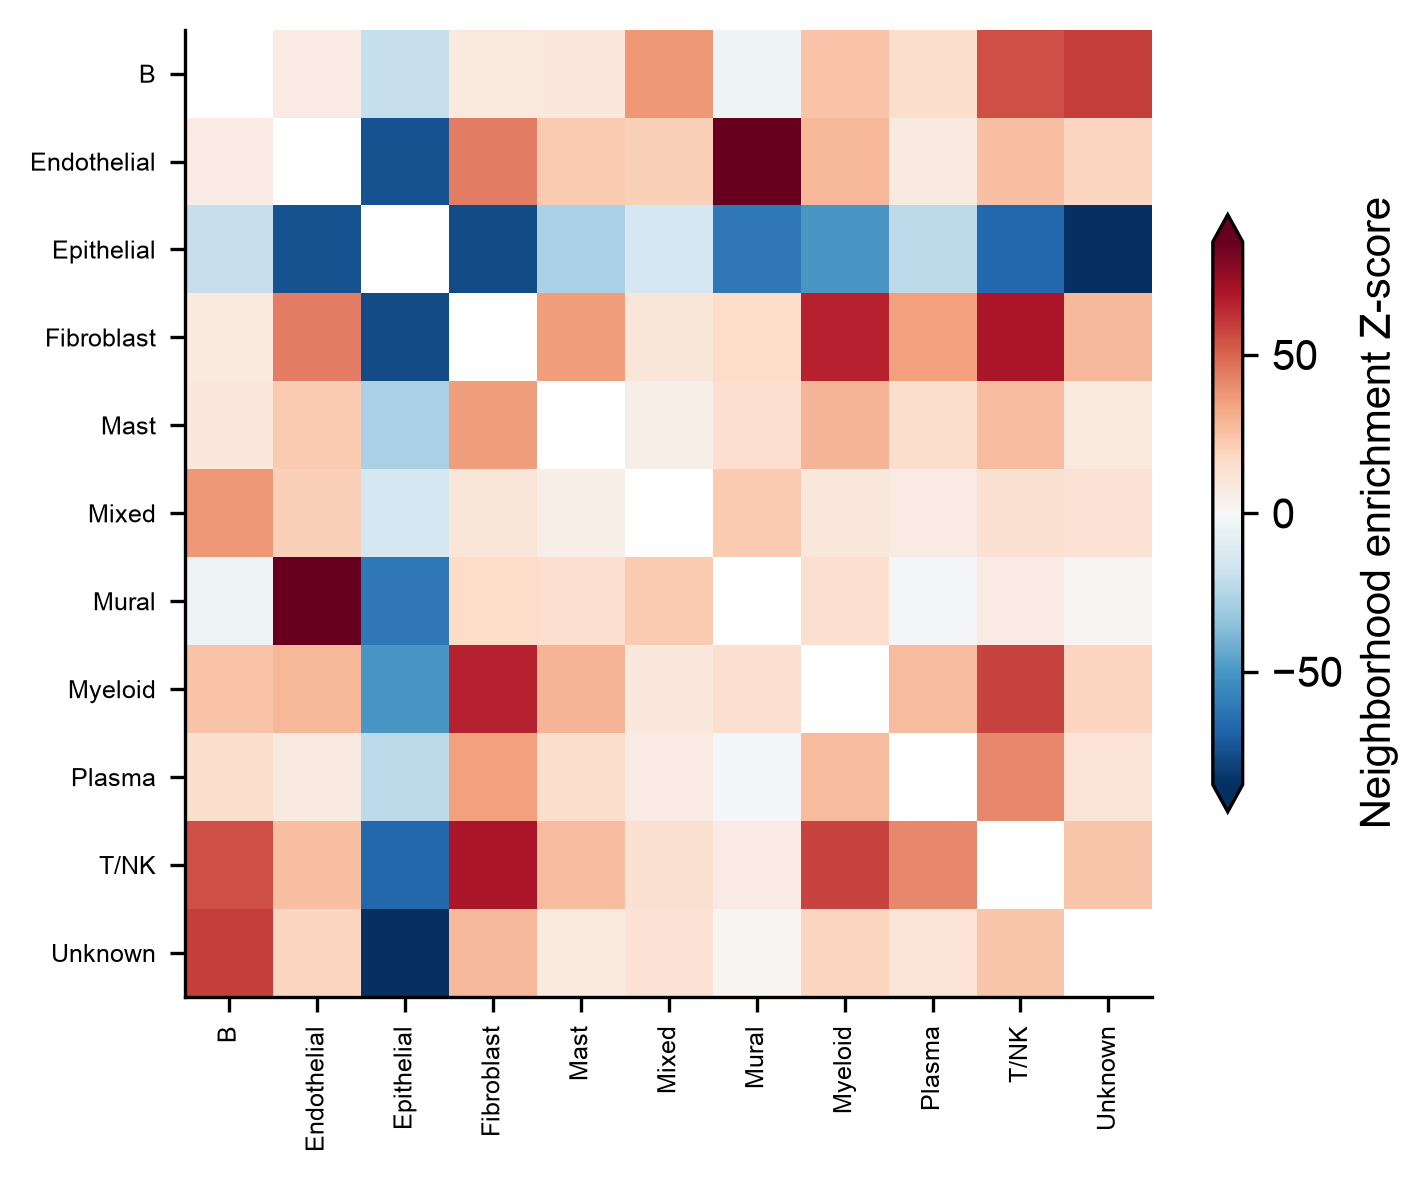 B
Endothelial
Epithelial
Fibroblast
Mast
Mixed
Mural
Myeloid
Plasma
T/NK
Unknown
B
Endothelial
Epithelial
Fibroblast
Mast
Mixed
Mural
Myeloid
Plasma
T/NK
Unknown
50
0
−50
Neighborhood enrichment Z-score